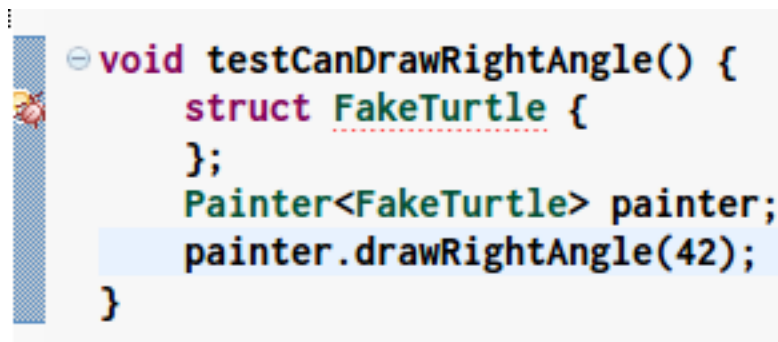 void testCanDrawRightAngle() {
struct FakeTurtle {
};
Painter<FakeTurtle> painter;
painter.drawRightAngle(42);
}